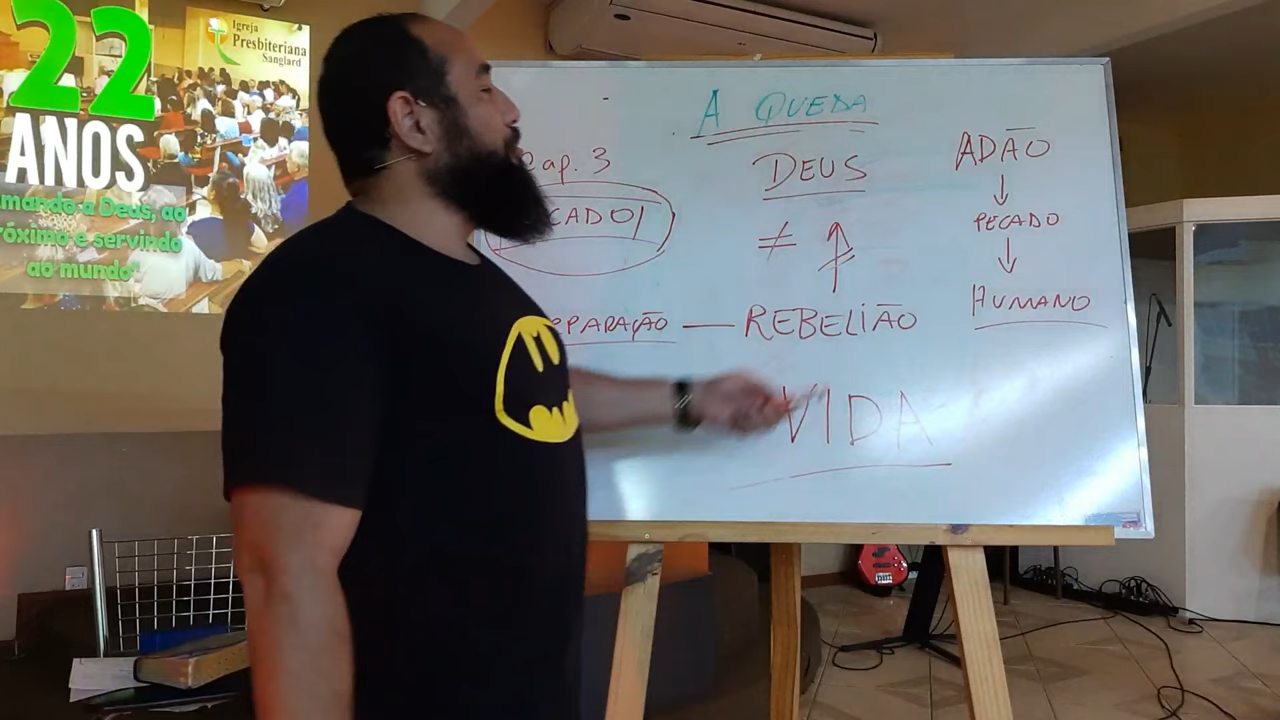 22
ANOS
mando a Deus, ao
róximo e servindo
ao mundo"
Igreja
Presbiteriana
Sanglard
A QUEDA
DEUS
ap. 3
CADO
≠
PARAÇÃO — REBELIÃO
VIDA
ADÃO
↓
PECADO
↓
HUMANO